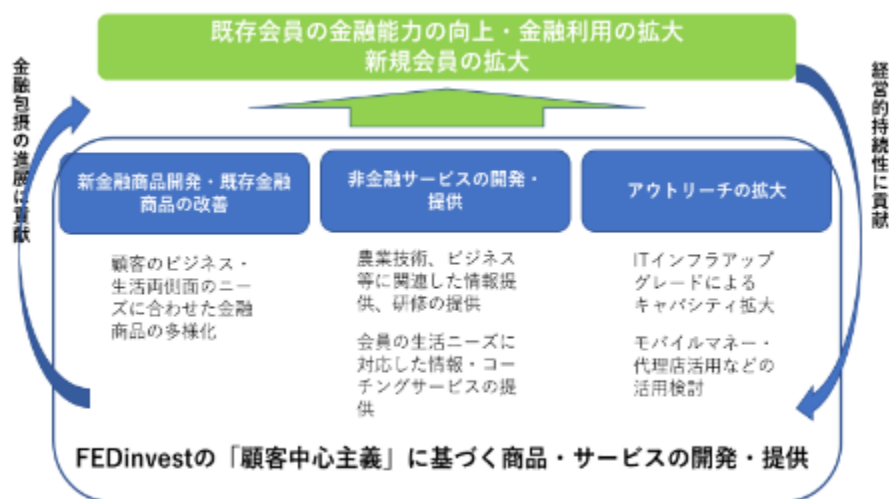 既存会員の金融能力の向上・金融利用の拡大
新規会員の拡大
金融包摂の進展に貢献
経営的持続性に貢献
新金融商品開発・既存金融
商品の改善
顧客のビジネス・
生活両側面のニー
ズに合わせた金融
商品の多様化
非金融サービスの開発・
提供
農業技術、ビジネス
等に関連した情報提
供、研修の提供
会員の生活ニーズに
対応した情報・コー
チングサービスの提
供
アウトリーチの拡大
ITインフラアップ
グレードによる
キャパシティ拡大
モバイルマネー・
代理店活用などの
活用検討
FEDinvestの「顧客中心主義」に基づく商品・サービスの開発・提供